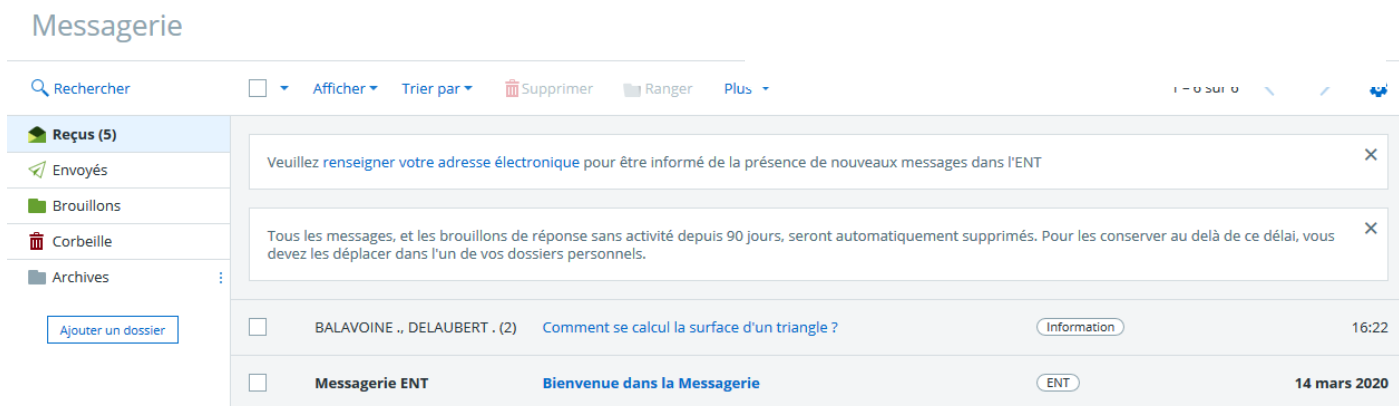 Messagerie
Rechercher
Afficher Trier par Supprimer Ranger Plus 1 – 6 sur 6
Reçus (5)
Envoyés
Brouillons
Corbeille
Archives
Ajouter un dossier
Veuillez renseigner votre adresse électronique pour être informé de la présence de nouveaux messages dans l'ENT
Tous les messages, et les brouillons de réponse sans activité depuis 90 jours, seront automatiquement supprimés. Pour les conserver au delà de ce délai, vous
devez les déplacer dans l'un de vos dossiers personnels.
BALAVOINE ., DELAUBERT . (2) Comment se calcul la surface d'un triangle ? Information 16:22
Messagerie ENT Bienvenue dans la Messagerie ENT 14 mars 2020